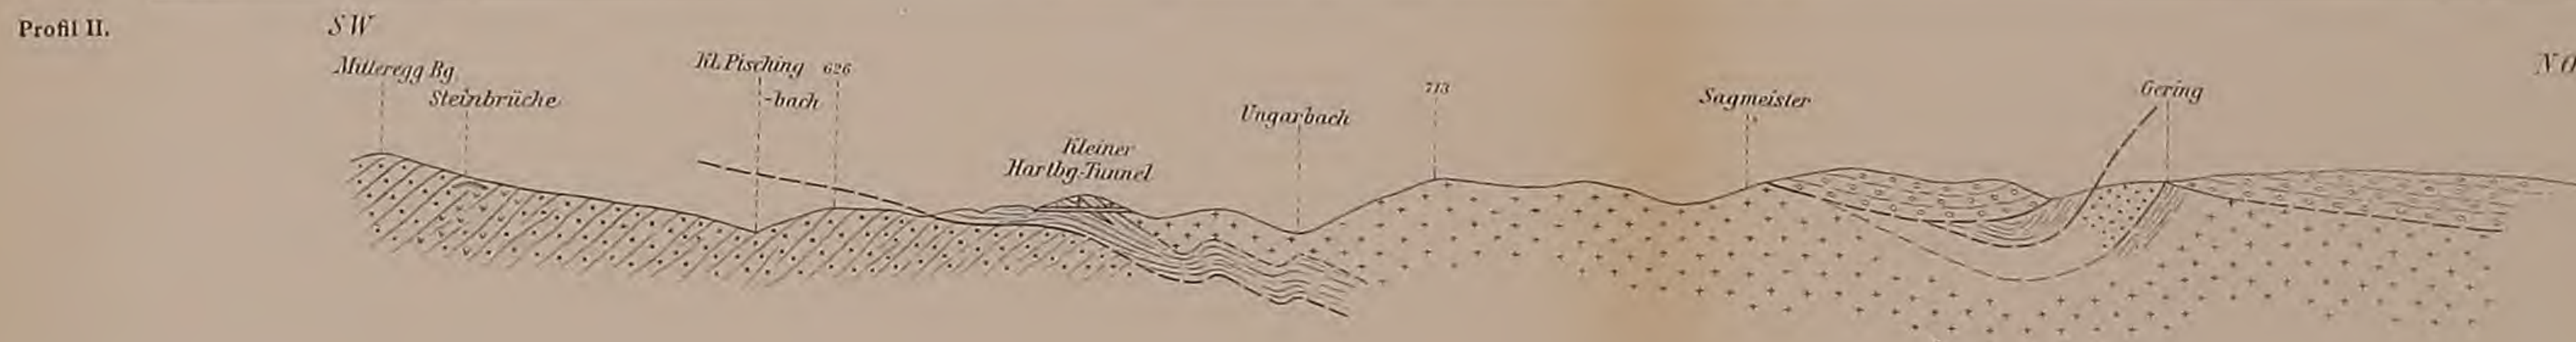 Profil II.
SW
NO
Mitteregg Bg.
Steinbrüche
Kl. Pisching
-bach
626
Kleiner
Hartbg-Tunnel
Ungarbach
713
Sagmeister
Gering